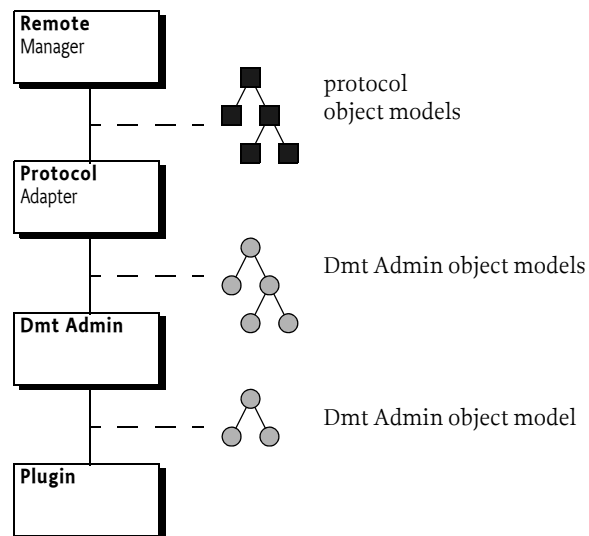 Remote
Manager
protocol
object models
Protocol
Adapter
Dmt Admin object models
Dmt Admin
Dmt Admin object model
Plugin